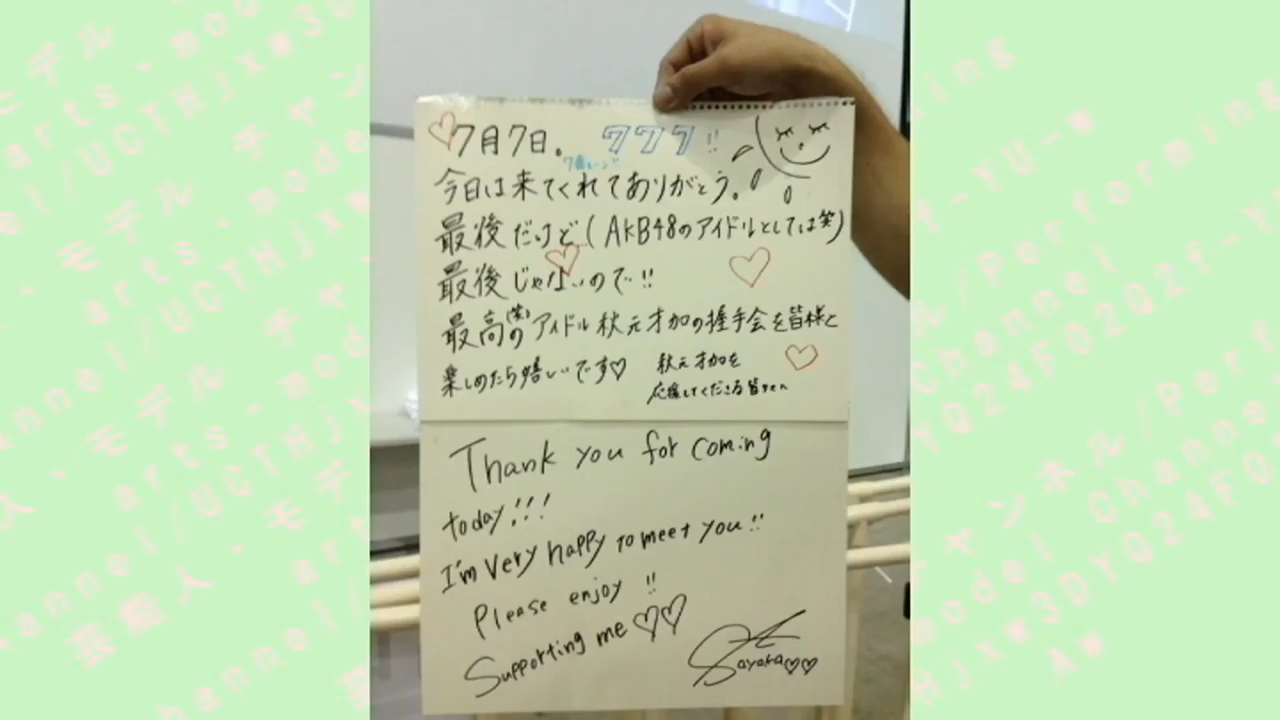 ♡7月7日。 777!!
7番レーン!!
今日は来てくれてありがとう。
最後だけど(AKB48のアイドルとしては笑)
最後じゃないので!!
最高(笑)のアイドル秋元才加の握手会を皆様と
楽しめたら嬉しいです♡
秋元才加を
応援してくださる皆さんへ
Thank you for coming
today!!!
I'm very happy to meet you!!
Please enjoy!!
Supporting me♡♡
Sayaka♡♡